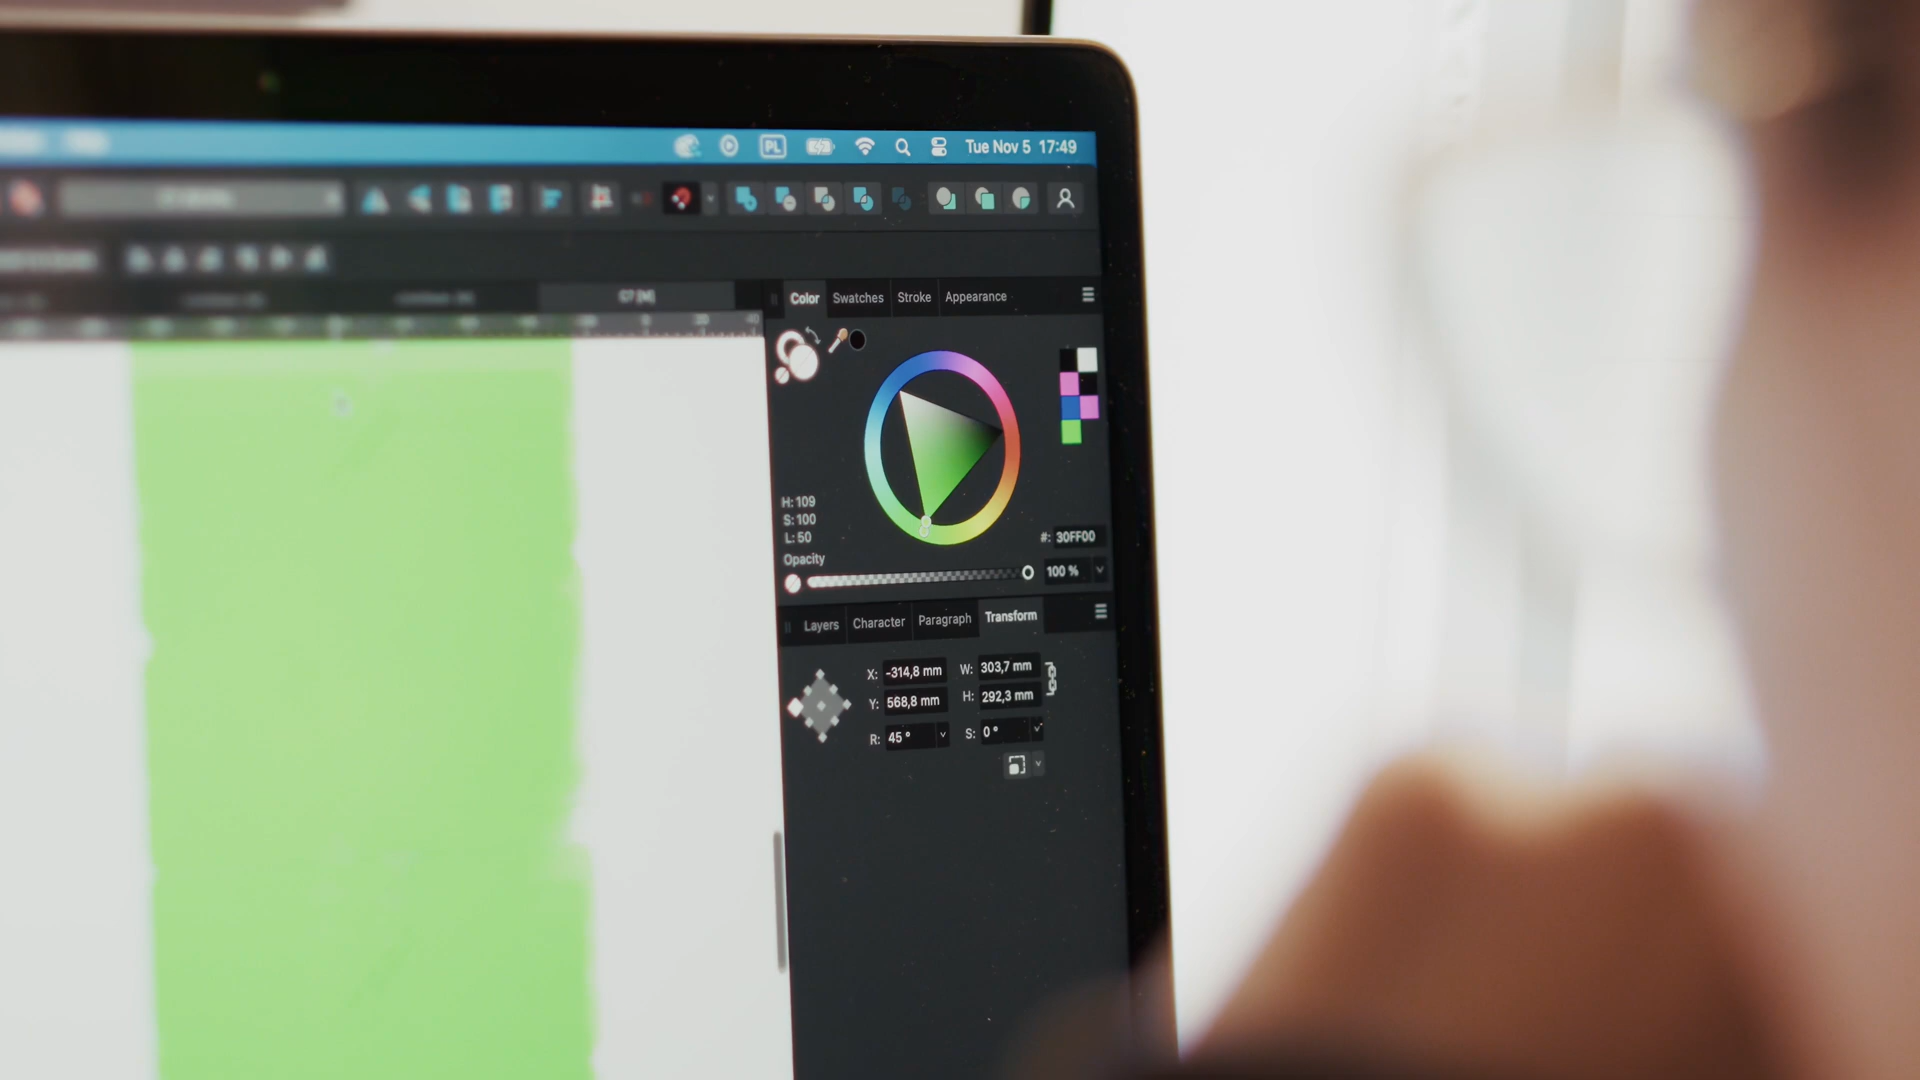 PL Tue Nov 5 17:49
Color Swatches Stroke Appearance
H: 109
S: 100
L: 50
#: 30FF00
Opacity
100 %
Layers Character Paragraph Transform
X: -314,8 mm W: 303,7 mm
Y: 568,8 mm H: 292,3 mm
R: 45 ° S: 0 °